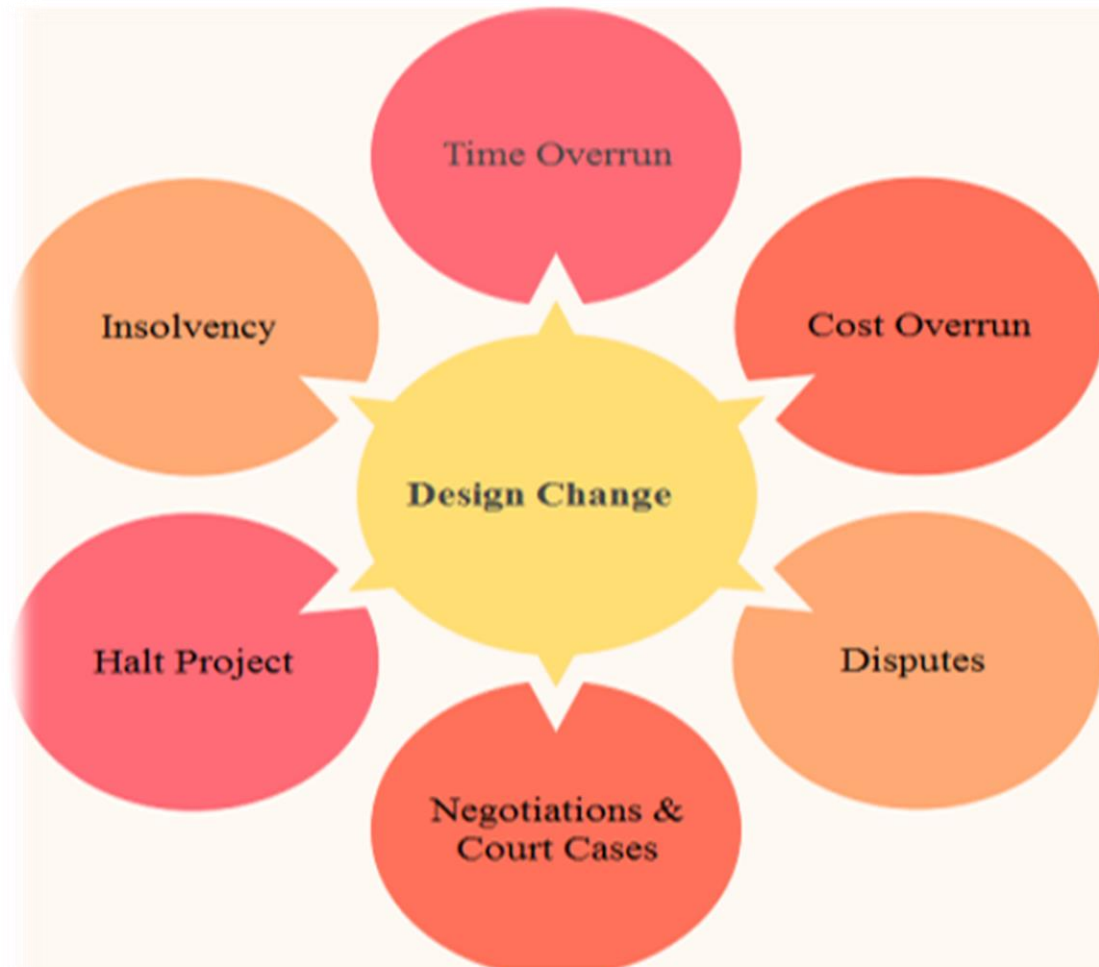 Time Overrun
Insolvency
Cost Overrun
Design Change
Halt Project
Disputes
Negotiations &
Court Cases